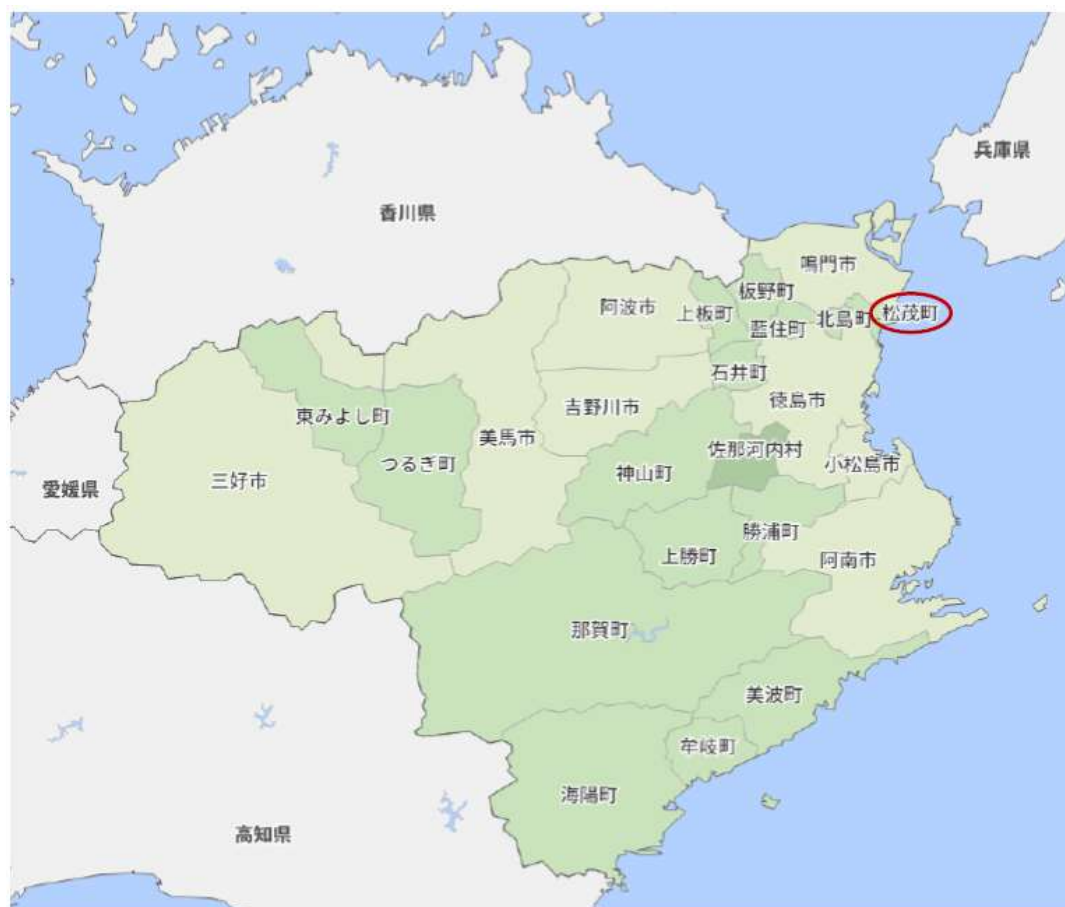 兵庫県
香川県
鳴門市
板野町
阿波市
上板町
松茂町
北島町
藍住町
石井町
徳島市
吉野川市
東みよし町
美馬市
佐那河内村
つるぎ町
小松島市
神山町
三好市
愛媛県
勝浦町
上勝町
阿南市
那賀町
美波町
牟岐町
海陽町
高知県